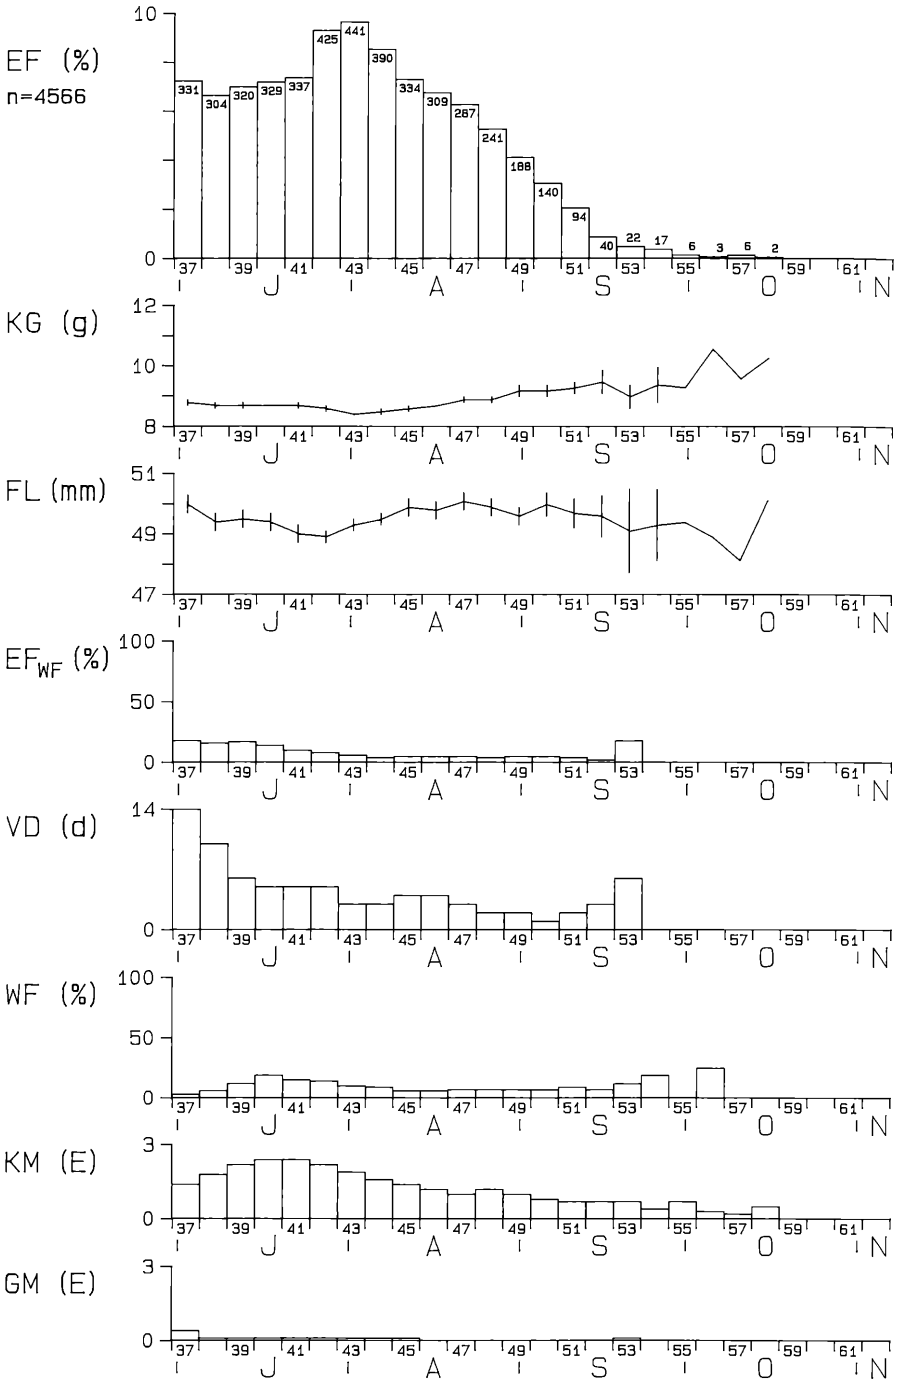 10
EF (%)
n=4566
331 304 320 329 337 425 441 390 334 309 287 241 188 140 94 40 22 17 6 3 6 2
0
37 39 41 43 45 47 49 51 53 55 57 59 61
J A S O N
12
KG (g)
10
8
37 39 41 43 45 47 49 51 53 55 57 59 61
J A S O N
51
FL (mm)
49
47
37 39 41 43 45 47 49 51 53 55 57 59 61
J A S O N
100
EFWF (%)
50
0
37 39 41 43 45 47 49 51 53 55 57 59 61
J A S O N
14
VD (d)
0
37 39 41 43 45 47 49 51 53 55 57 59 61
J A S O N
100
WF (%)
50
0
37 39 41 43 45 47 49 51 53 55 57 59 61
J A S O N
3
KM (E)
0
37 39 41 43 45 47 49 51 53 55 57 59 61
J A S O N
3
GM (E)
0
37 39 41 43 45 47 49 51 53 55 57 59 61
J A S O N